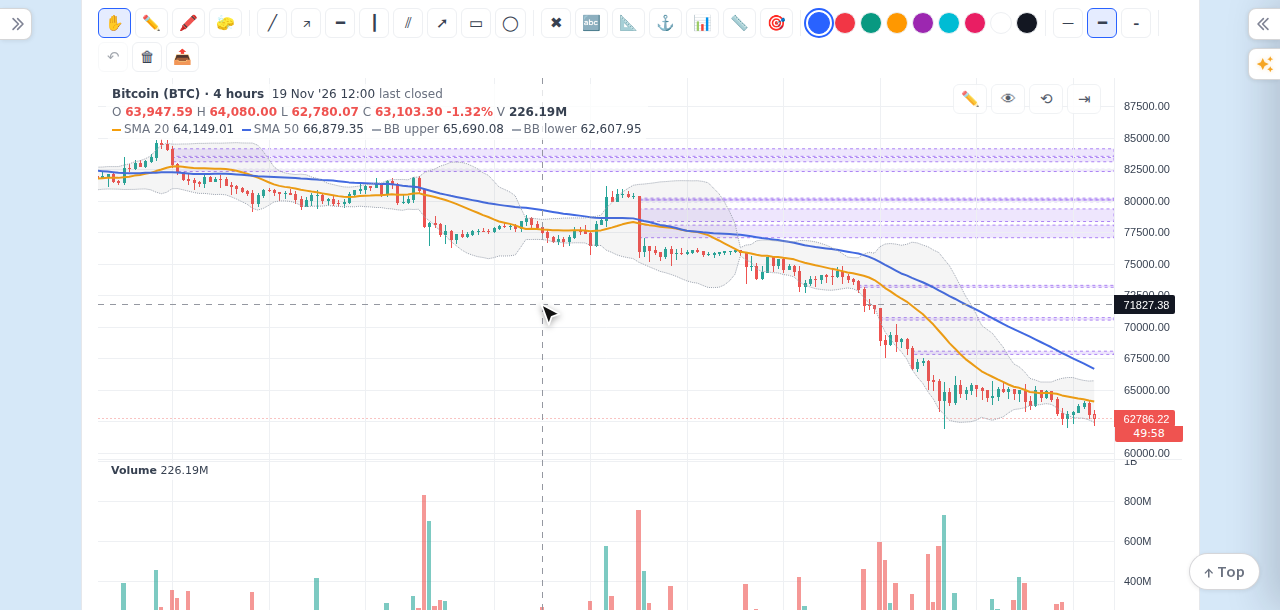 Bitcoin (BTC) · 4 hours 19 Nov '26 12:00 last closed
O 63,947.59 H 64,080.00 L 62,780.07 C 63,103.30 -1.32% V 226.19M
SMA 20 64,149.01 SMA 50 66,879.35 BB upper 65,690.08 BB lower 62,607.95
87500.00
85000.00
82500.00
80000.00
77500.00
75000.00
72500.00
71827.38
70000.00
67500.00
65000.00
62786.22
49:58
60000.00
Volume 226.19M
1B
800M
600M
400M
↑ Top